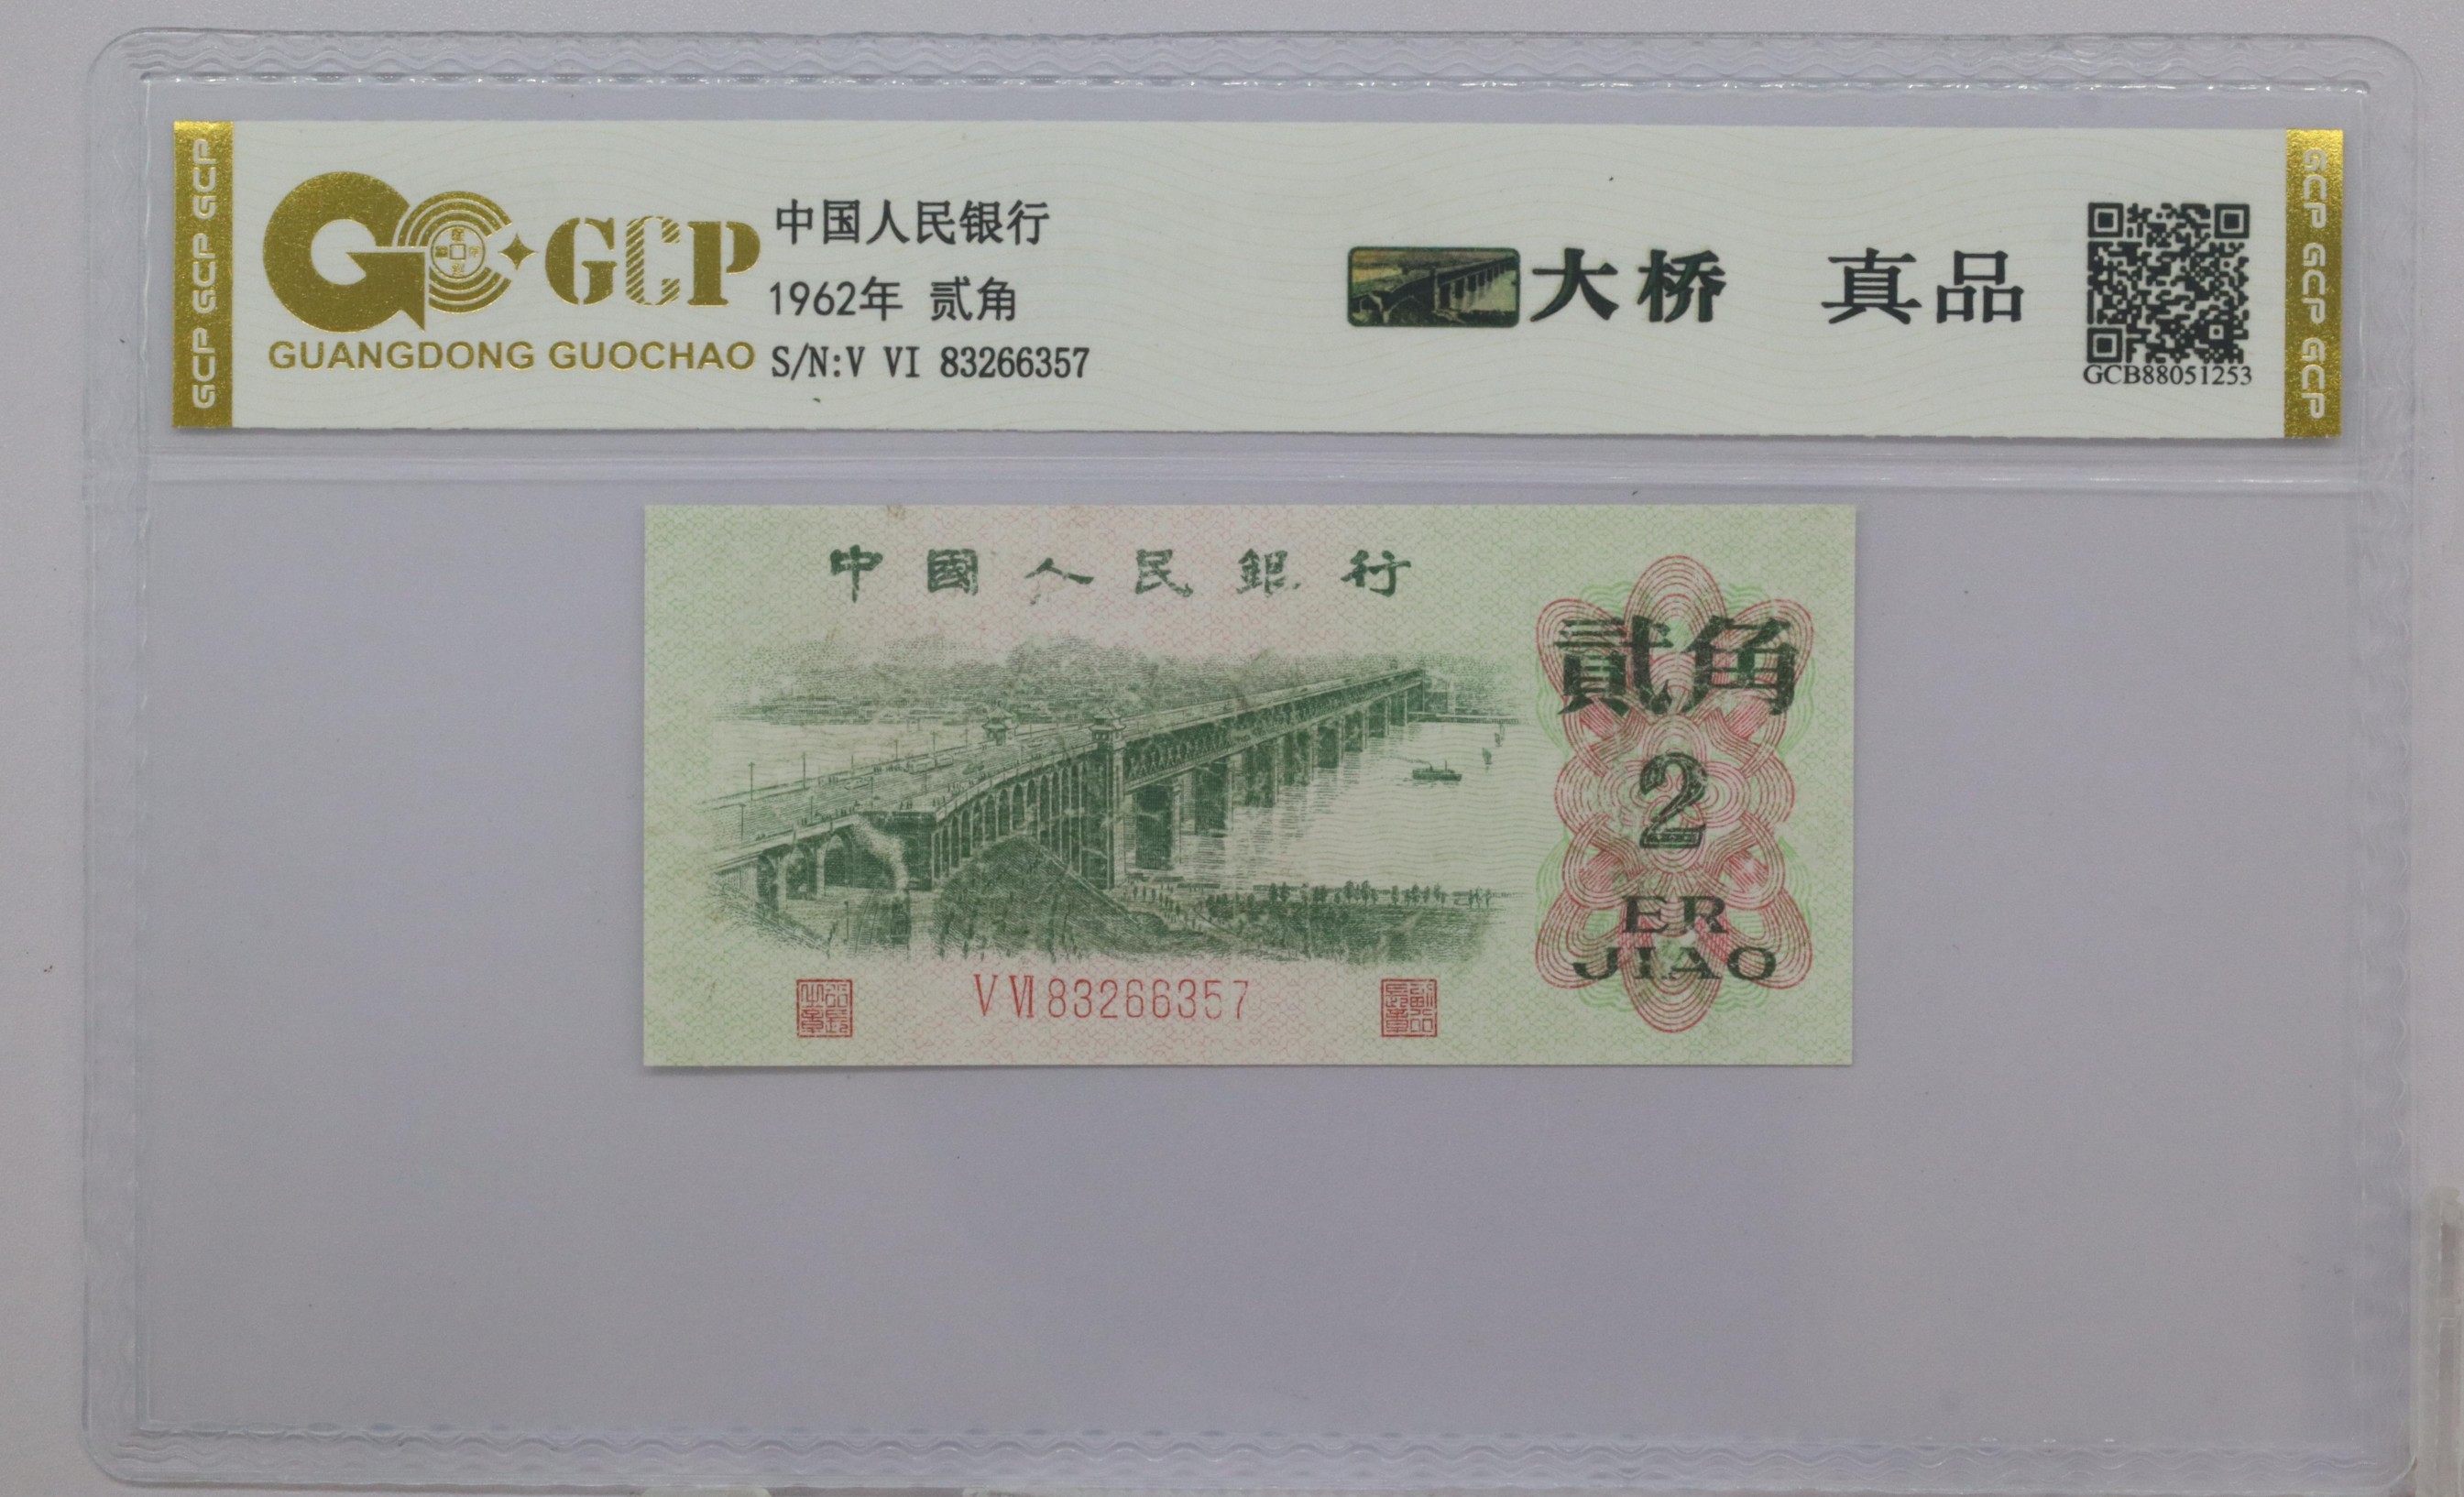 GCP GCP GCP
GCP
GUANGDONG GUOCHAO
中国人民银行
1962年 贰角
S/N:V VI 83266357
大桥 真品
GCB88051253
GCP GCP GCP
中國人民銀行
貳角
2
ER
JIAO
V VI 83266357